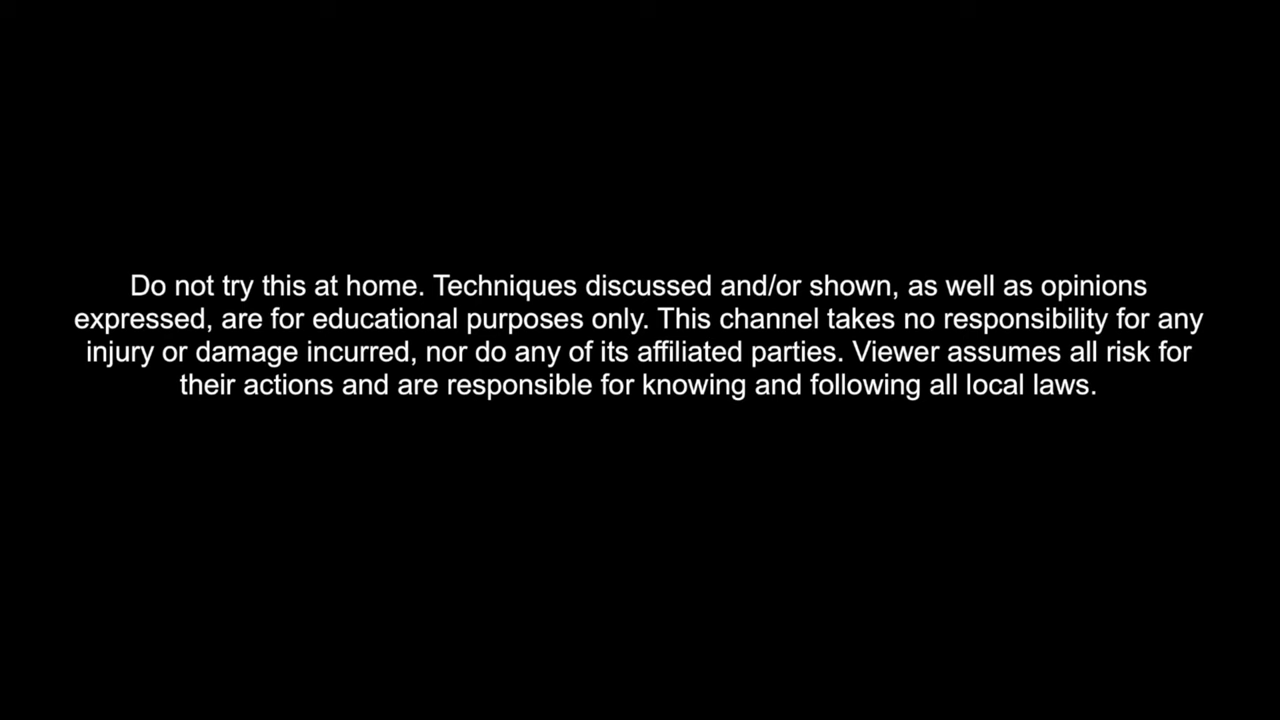 Do not try this at home. Techniques discussed and/or shown, as well as opinions
expressed, are for educational purposes only. This channel takes no responsibility for any
injury or damage incurred, nor do any of its affiliated parties. Viewer assumes all risk for
their actions and are responsible for knowing and following all local laws.